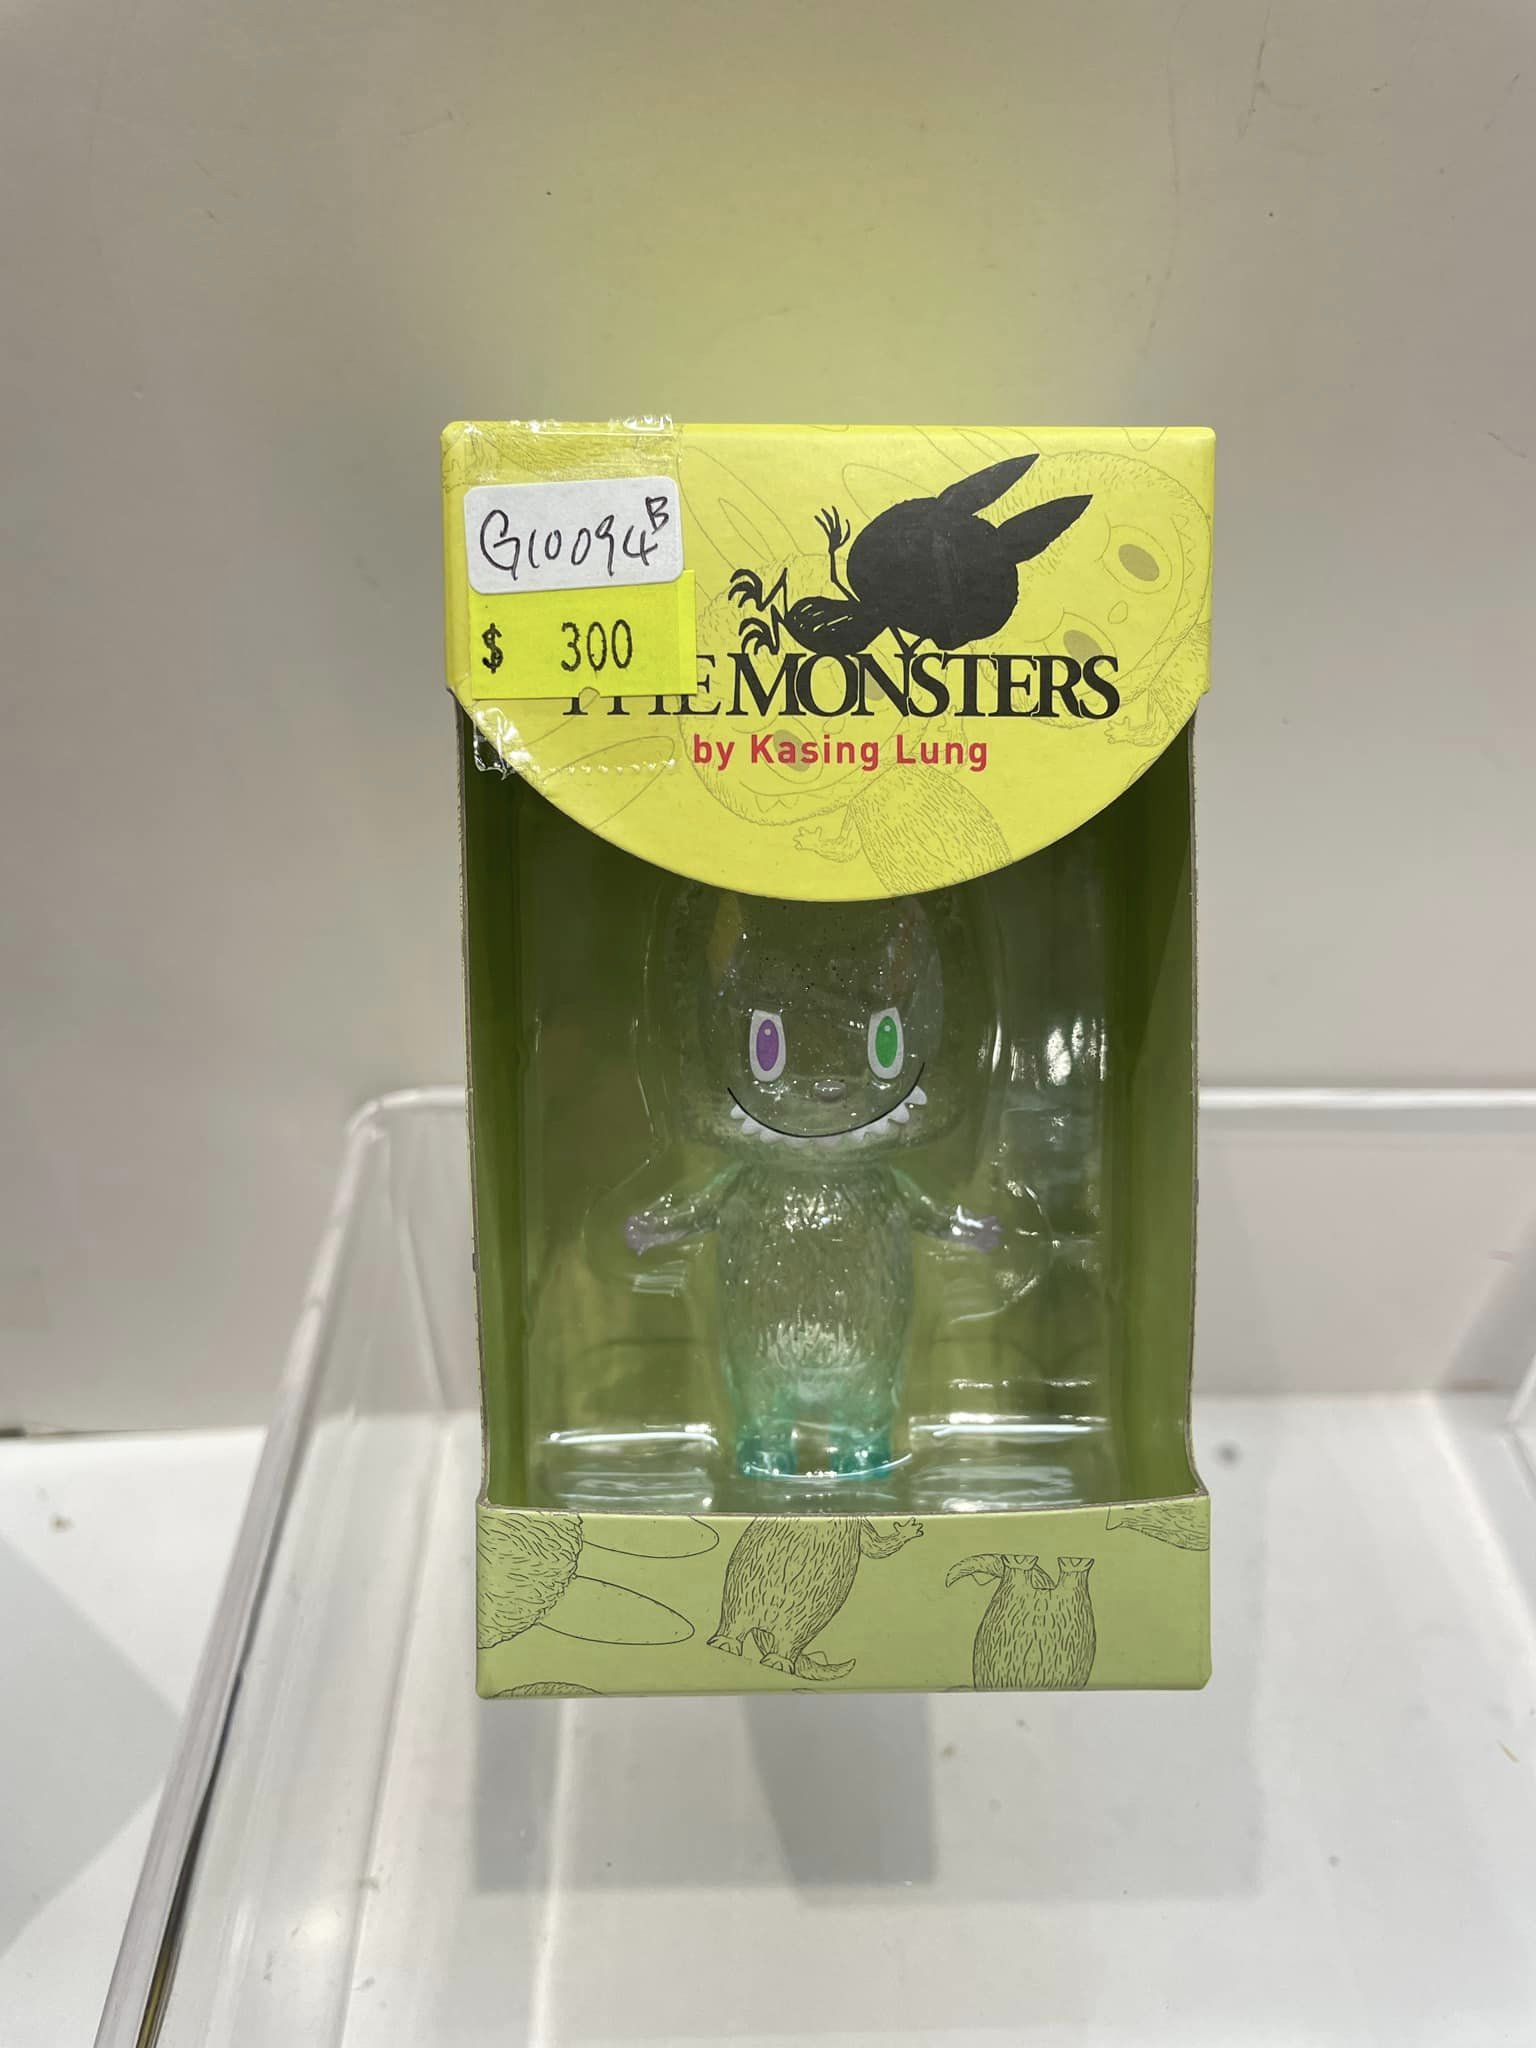 G10094B
$ 300
THE MONSTERS
by Kasing Lung